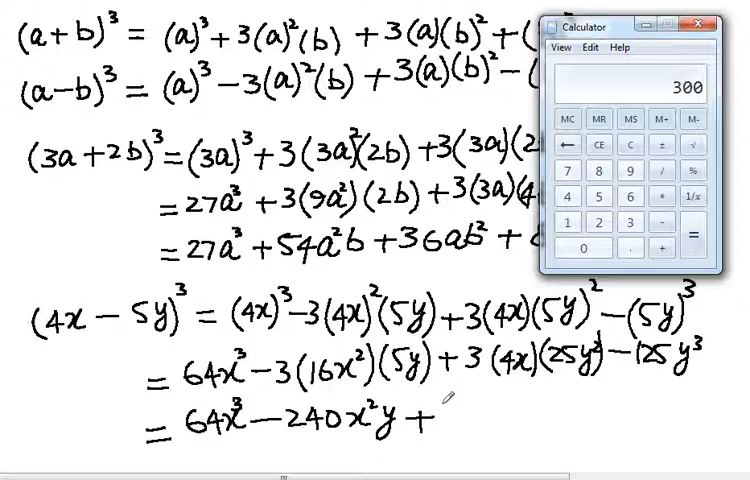 (a + b)³ = (a)³ + 3(a)²(b) + 3(a)(b)² + (
(a − b)³ = (a)³ − 3(a)²(b) + 3(a)(b)² − (
(3a + 2b)³ = (3a)³ + 3(3a)²(2b) + 3(3a)(2
= 27a³ + 3(9a²)(2b) + 3(3a)(4
= 27a³ + 54a²b + 36ab² +
(4x − 5y)³ = (4x)³ − 3(4x)²(5y) + 3(4x)(5y)² − (5y)³
= 64x³ − 3(16x²)(5y) + 3(4x)(25y²) − 125y³
= 64x³ − 240x²y +
Calculator
View Edit Help
300
MC MR MS M+ M-
← CE C ± √
7 8 9 / %
4 5 6 * 1/x
1 2 3 - =
0 . +